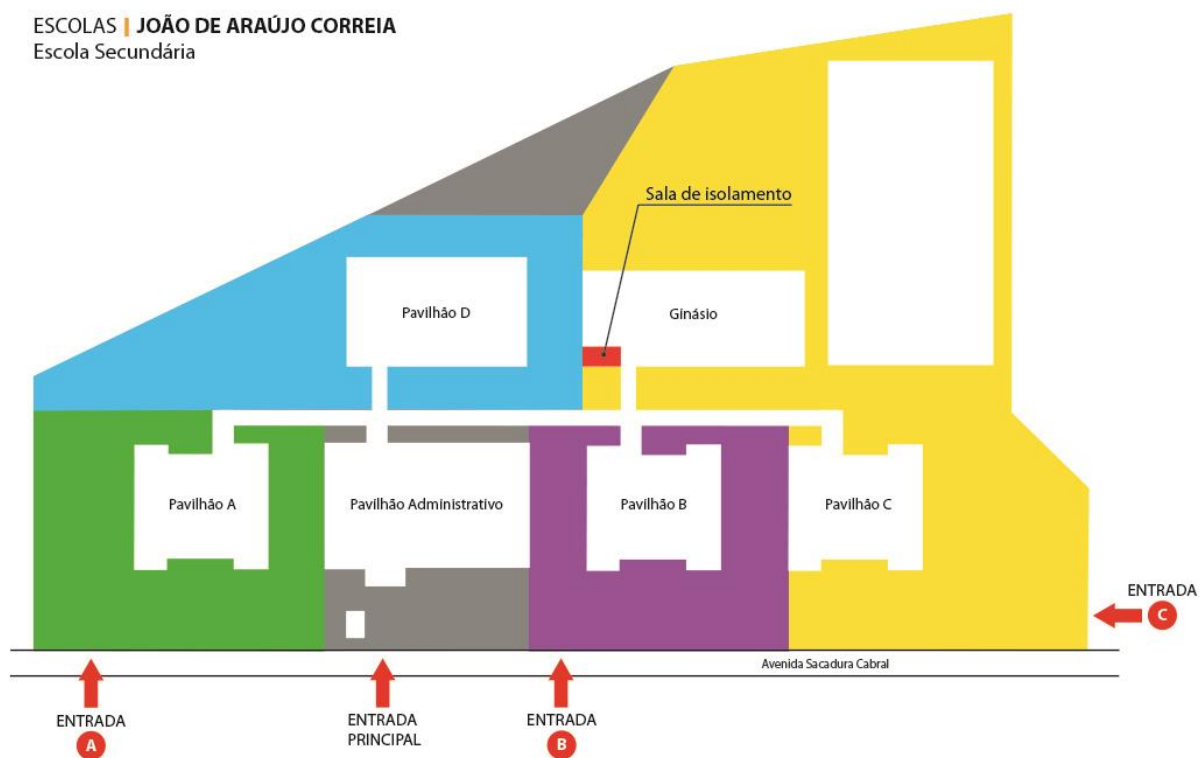 ESCOLAS | JOÃO DE ARAÚJO CORREIA
Escola Secundária
Sala de isolamento
Pavilhão D
Ginásio
Pavilhão A
Pavilhão Administrativo
Pavilhão B
Pavilhão C
ENTRADA
C
Avenida Sacadura Cabral
ENTRADA
A
ENTRADA
PRINCIPAL
ENTRADA
B